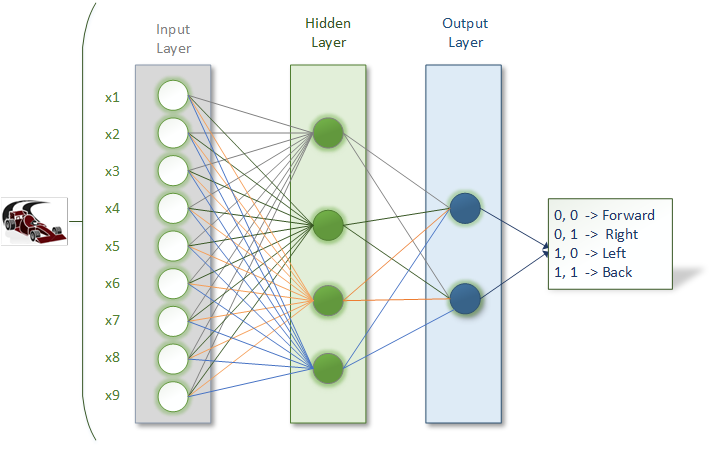 Input
Layer
Hidden
Layer
Output
Layer
x1
x2
x3
x4
x5
x6
x7
x8
x9
0, 0 -> Forward
0, 1 -> Right
1, 0 -> Left
1, 1 -> Back